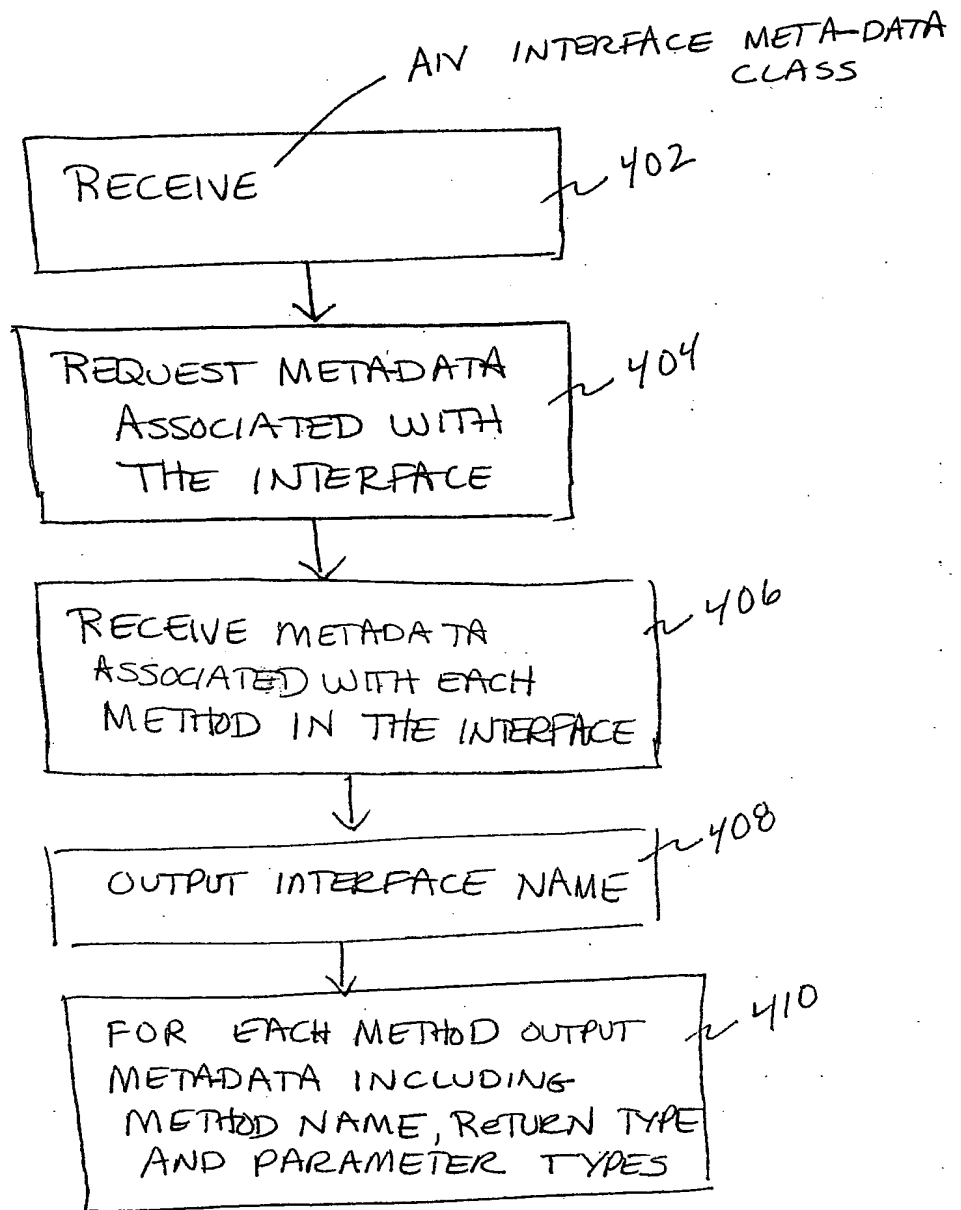 AN INTERFACE META-DATA
CLASS
RECEIVE
402
REQUEST METADATA
ASSOCIATED WITH
THE INTERFACE
404
RECEIVE METADATA
ASSOCIATED WITH EACH
METHOD IN THE INTERFACE
406
OUTPUT INTERFACE NAME
408
FOR EACH METHOD OUTPUT
METADATA INCLUDING
METHOD NAME, RETURN TYPE
AND PARAMETER TYPES
410